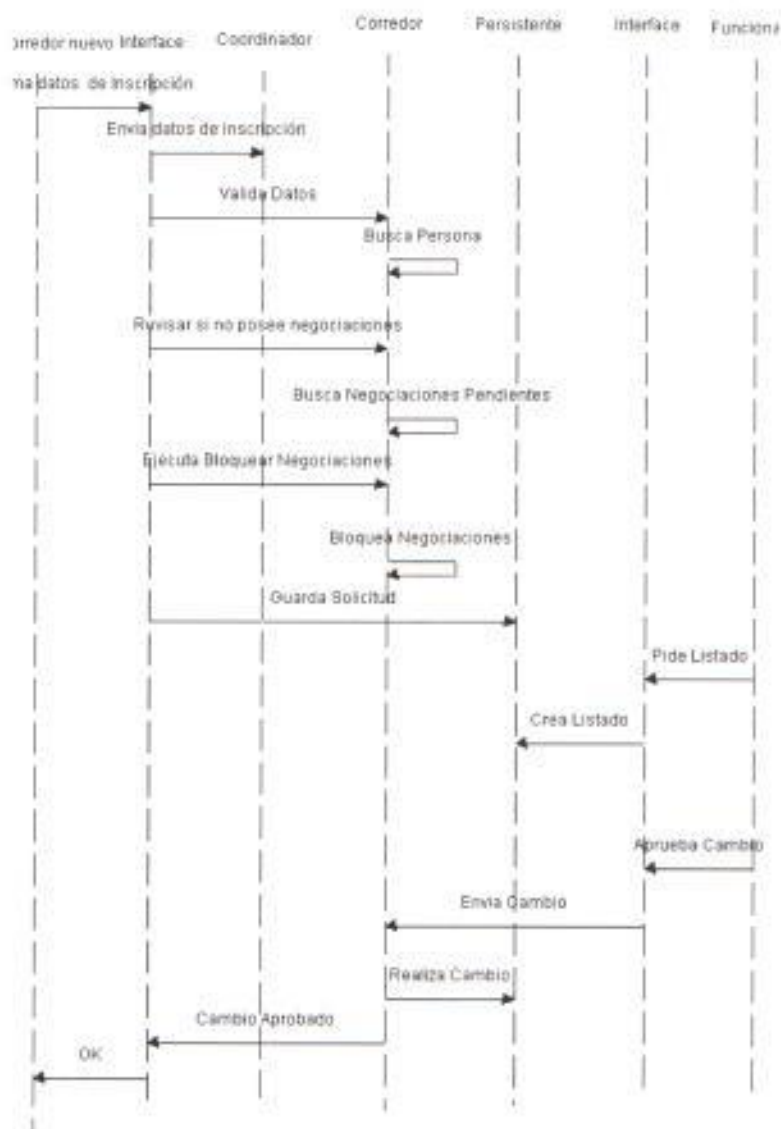 orredor nuevo Interface Coordinador Corredor Persistente Interface Funciona
ma datos de Inscripción
Envia datos de inscripción
Valida Datos
Busca Persona
Ruvisar si no posee negociaciones
Busca Negociaciones Pendientes
Ejecuta Bloquear Negociaciones
Bloquea Negociaciones
Guarda Solicitud
Pide Listado
Crea Listado
Aprueba Cambio
Envia Cambio
Realiza Cambio
Cambio Aprobado
OK